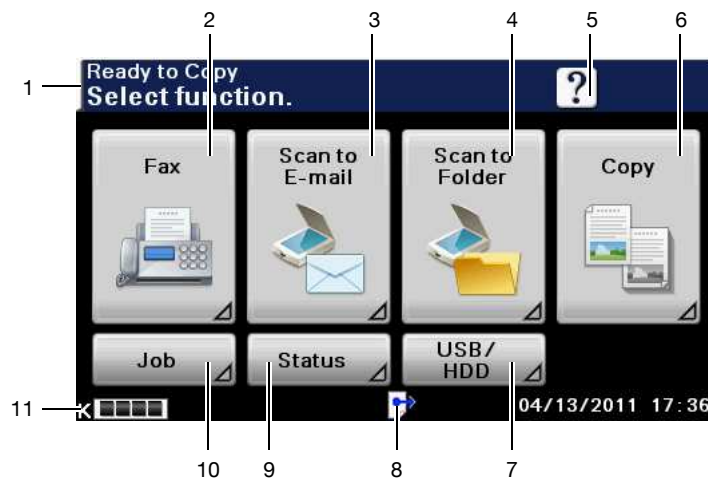 2 3 4 5 6
1
Ready to Copy
Select function.
?
Fax
Scan to
E-mail
Scan to
Folder
Copy
Job
Status
USB/
HDD
11
K
04/13/2011 17:36
10 9 8 7